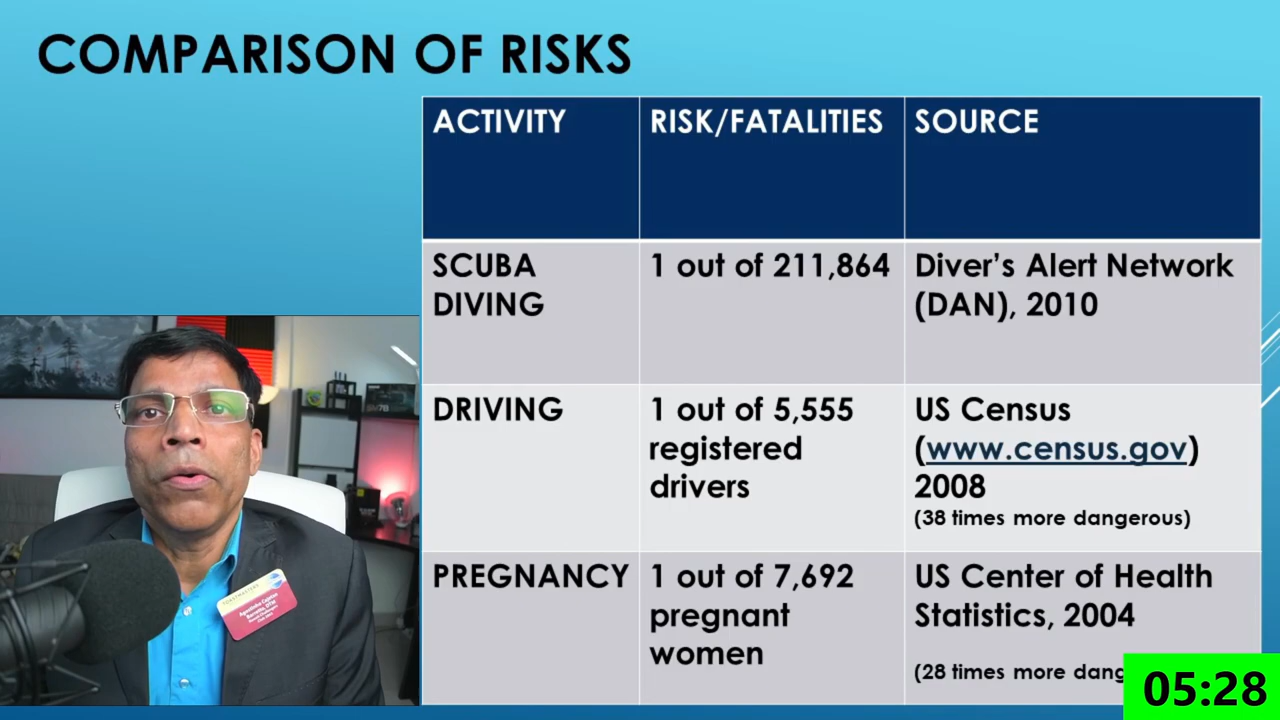 COMPARISON OF RISKS
ACTIVITY
RISK/FATALITIES
SOURCE
SCUBA
DIVING
1 out of 211,864
Diver's Alert Network
(DAN), 2010
DRIVING
1 out of 5,555
registered
drivers
US Census
(www.census.gov)
2008
(38 times more dangerous)
PREGNANCY
1 out of 7,692
pregnant
women
US Center of Health
Statistics, 2004
(28 times more dang
05:28
TOASTMASTERS